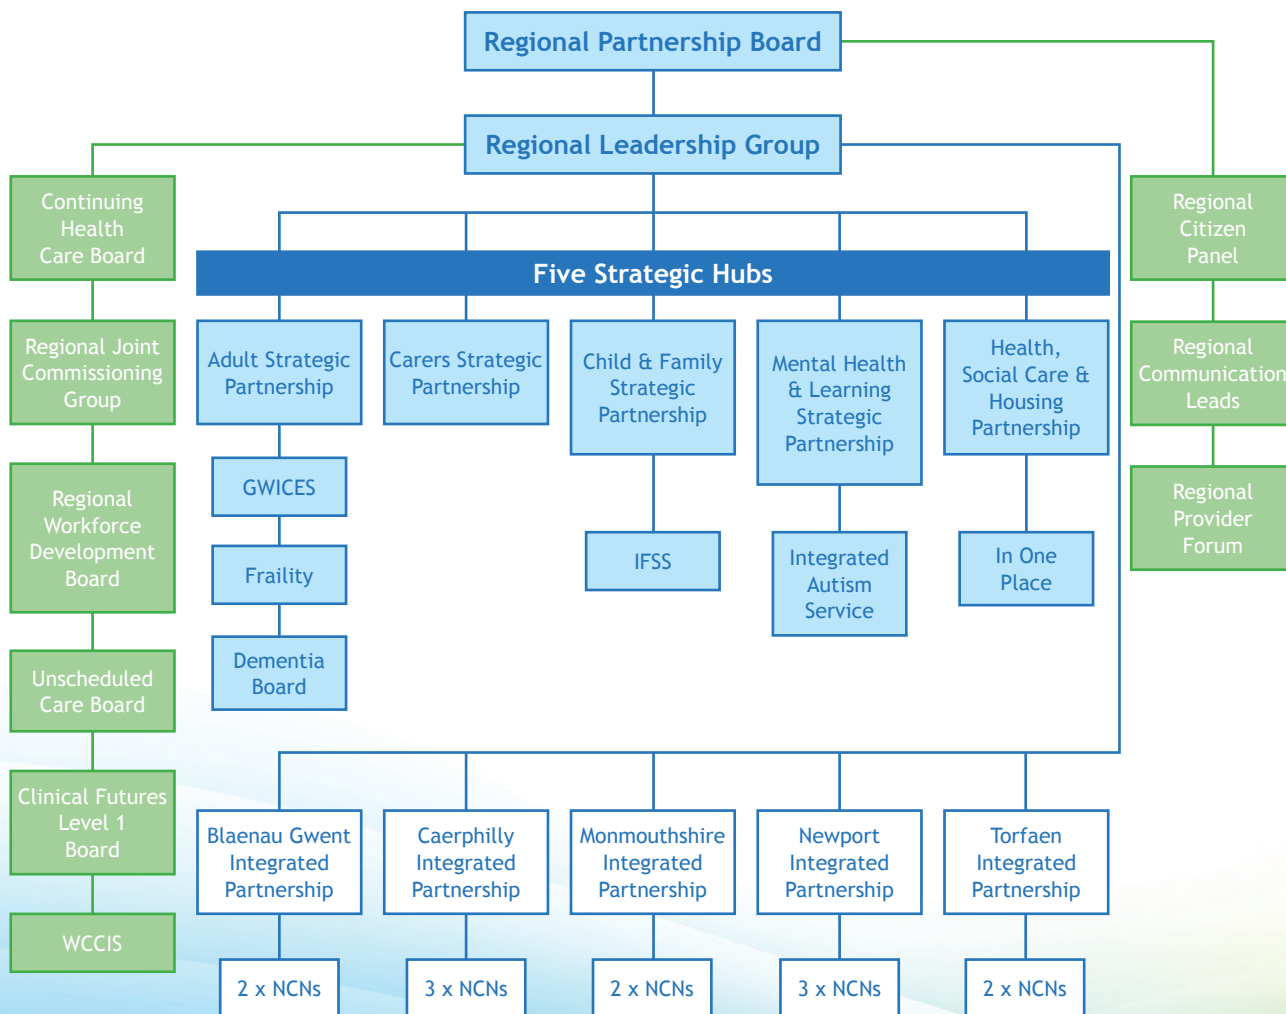 Regional Partnership Board
Regional Leadership Group
Continuing
Health
Care Board
Regional Joint
Commissioning
Group
Regional
Workforce
Development
Board
Unscheduled
Care Board
Clinical Futures
Level 1
Board
WCCIS
Five Strategic Hubs
Adult Strategic
Partnership
GWICES
Fraility
Dementia
Board
Carers Strategic
Partnership
Child & Family
Strategic
Partnership
IFSS
Mental Health
& Learning
Strategic
Partnership
Integrated
Autism
Service
Health,
Social Care &
Housing
Partnership
In One
Place
Regional
Citizen
Panel
Regional
Communication
Leads
Regional
Provider
Forum
Blaenau Gwent
Integrated
Partnership
2 x NCNs
Caerphilly
Integrated
Partnership
3 x NCNs
Monmouthshire
Integrated
Partnership
2 x NCNs
Newport
Integrated
Partnership
3 x NCNs
Torfaen
Integrated
Partnership
2 x NCNs